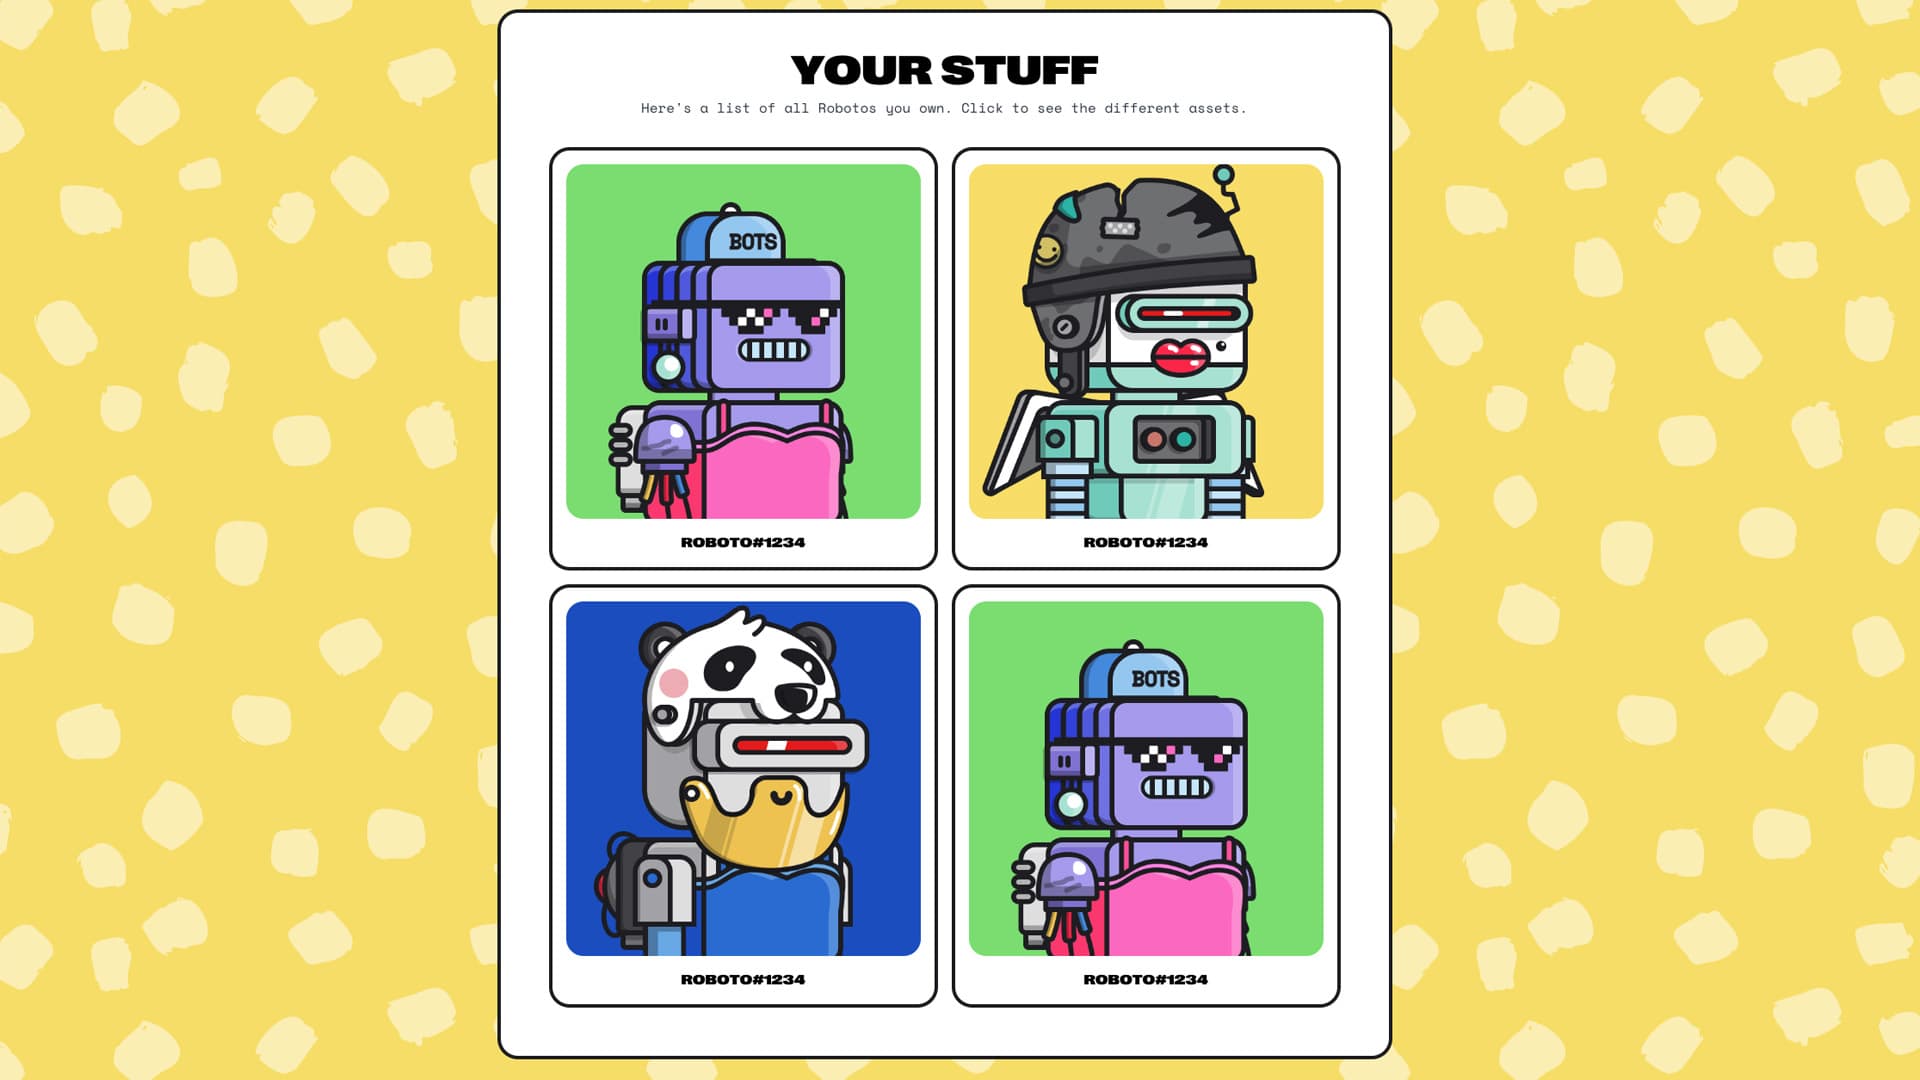 YOUR STUFF
Here's a list of all Robotos you own. Click to see the different assets.
BOTS
ROBOTO#1234
ROBOTO#1234
BOTS
ROBOTO#1234
ROBOTO#1234